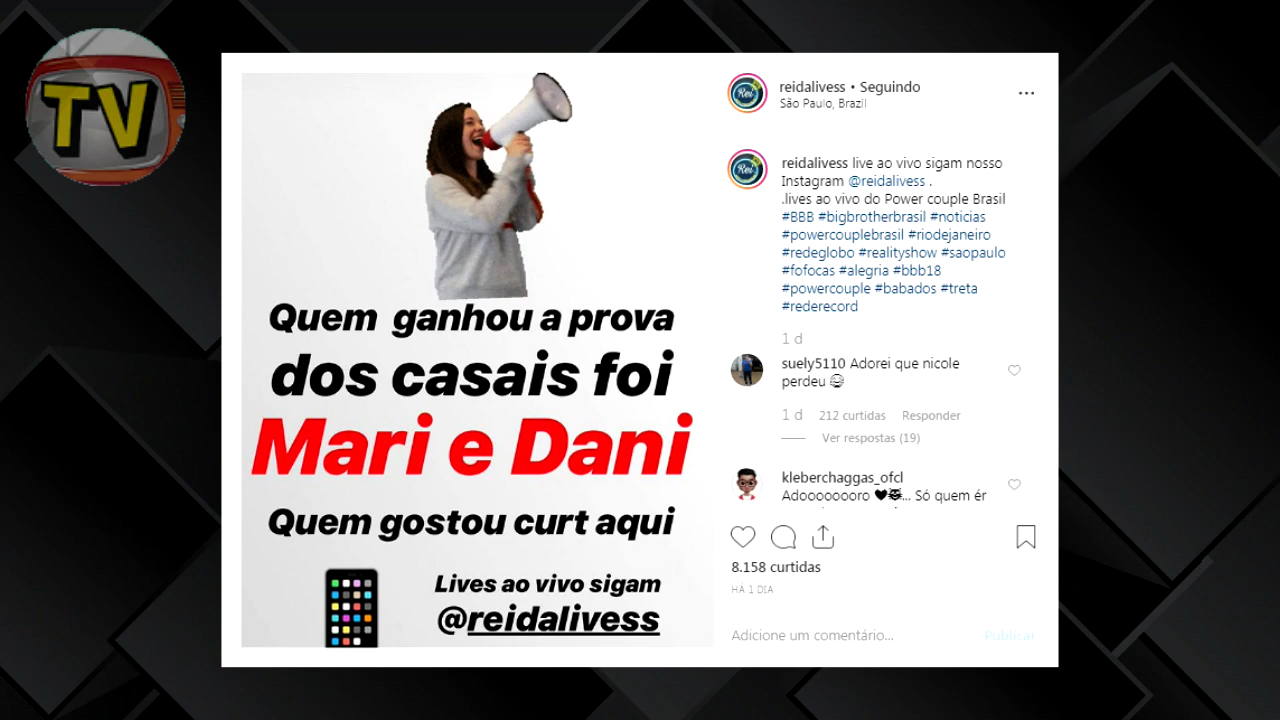 TV
Quem ganhou a prova
dos casais foi
Mari e Dani
Quem gostou curt aqui
Lives ao vivo sigam
@reidalivess
Rei
reidalivess • Seguindo
São Paulo, Brazil
Rei
reidalivess live ao vivo sigam nosso
Instagram @reidalivess .
.lives ao vivo do Power couple Brasil
#BBB #bigbrotherbrasil #noticias
#powercouplebrasil #riodejaneiro
#redeglobo #realityshow #saopaulo
#fofocas #alegria #bbb18
#powercouple #babados #treta
#rederecord
1 d
suely5110 Adorei que nicole
perdeu 😂
1 d 212 curtidas Responder
Ver respostas (19)
kleberchaggas_ofcl
Adoooooooro ... Só quem ér
8.158 curtidas
HÁ 1 DIA
Adicione um comentário... Publicar